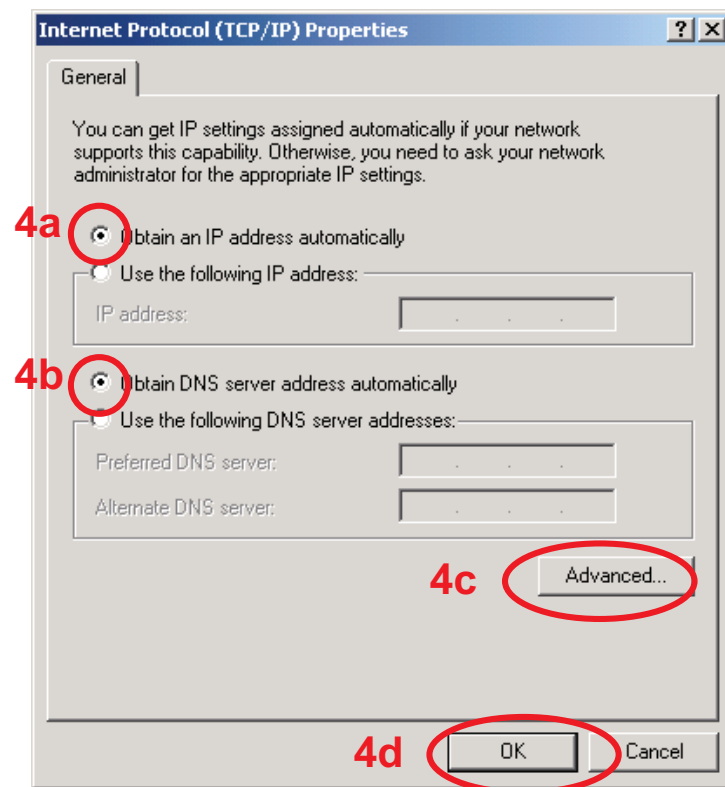 Internet Protocol (TCP/IP) Properties
General
You can get IP settings assigned automatically if your network
supports this capability. Otherwise, you need to ask your network
administrator for the appropriate IP settings.
4a
Obtain an IP address automatically
Use the following IP address:
IP address:
4b
Obtain DNS server address automatically
Use the following DNS server addresses:
Preferred DNS server:
Alternate DNS server:
4c
Advanced...
4d
OK
Cancel